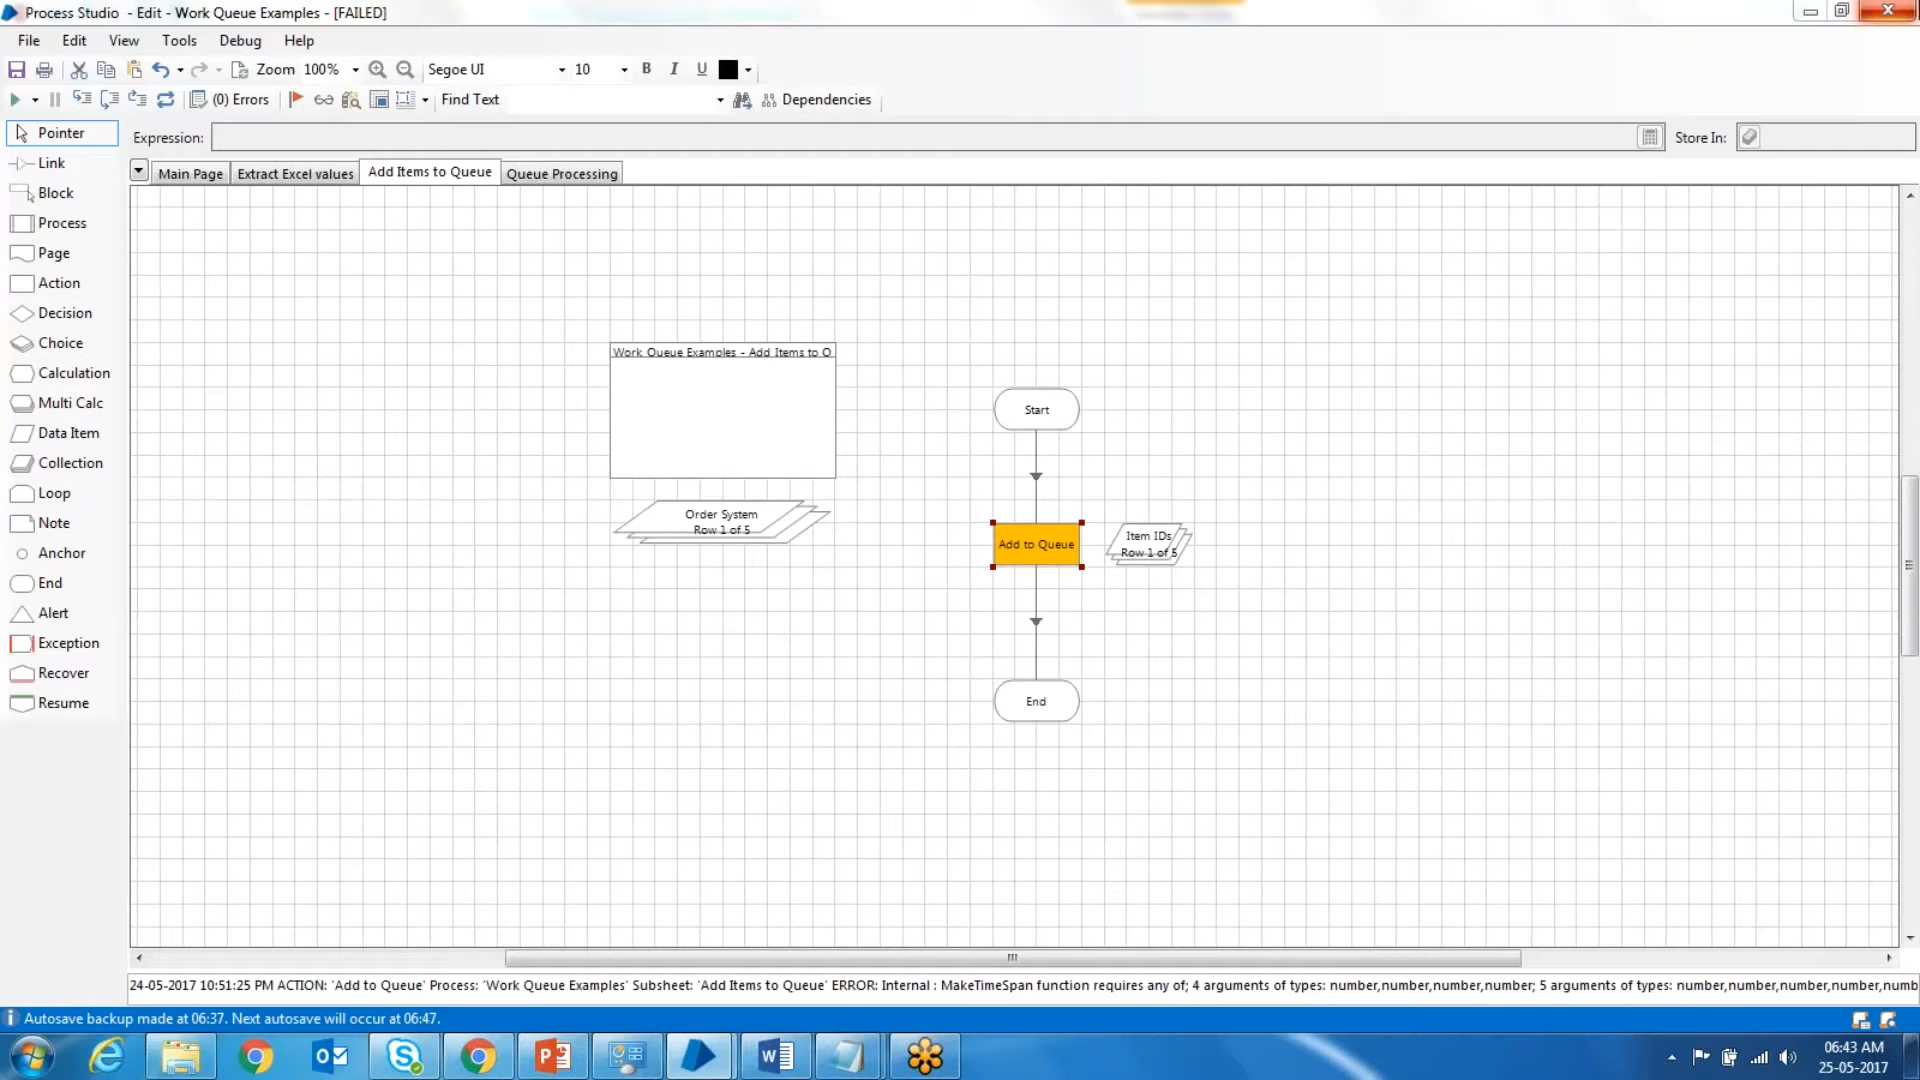 Process Studio - Edit - Work Queue Examples - [FAILED]
File Edit View Tools Debug Help
Zoom 100% Segoe UI 10 B I U
(0) Errors Find Text Dependencies
Expression: Store In:
Main Page Extract Excel values Add Items to Queue Queue Processing
Pointer
Link
Block
Process
Page
Action
Decision
Choice
Calculation
Multi Calc
Data Item
Collection
Loop
Note
Anchor
End
Alert
Exception
Recover
Resume
Work Queue Examples - Add Items to Q
Order System
Row 1 of 5
Start
Add to Queue
Item IDs
Row 1 of 5
End
24-05-2017 10:51:25 PM ACTION: 'Add to Queue' Process: 'Work Queue Examples' Subsheet: 'Add Items to Queue' ERROR: Internal : MakeTimeSpan function requires any of; 4 arguments of types: number,number,number,number; 5 arguments of types: number,number,number,number,numb
Autosave backup made at 06:37. Next autosave will occur at 06:47.
06:43 AM
25-05-2017